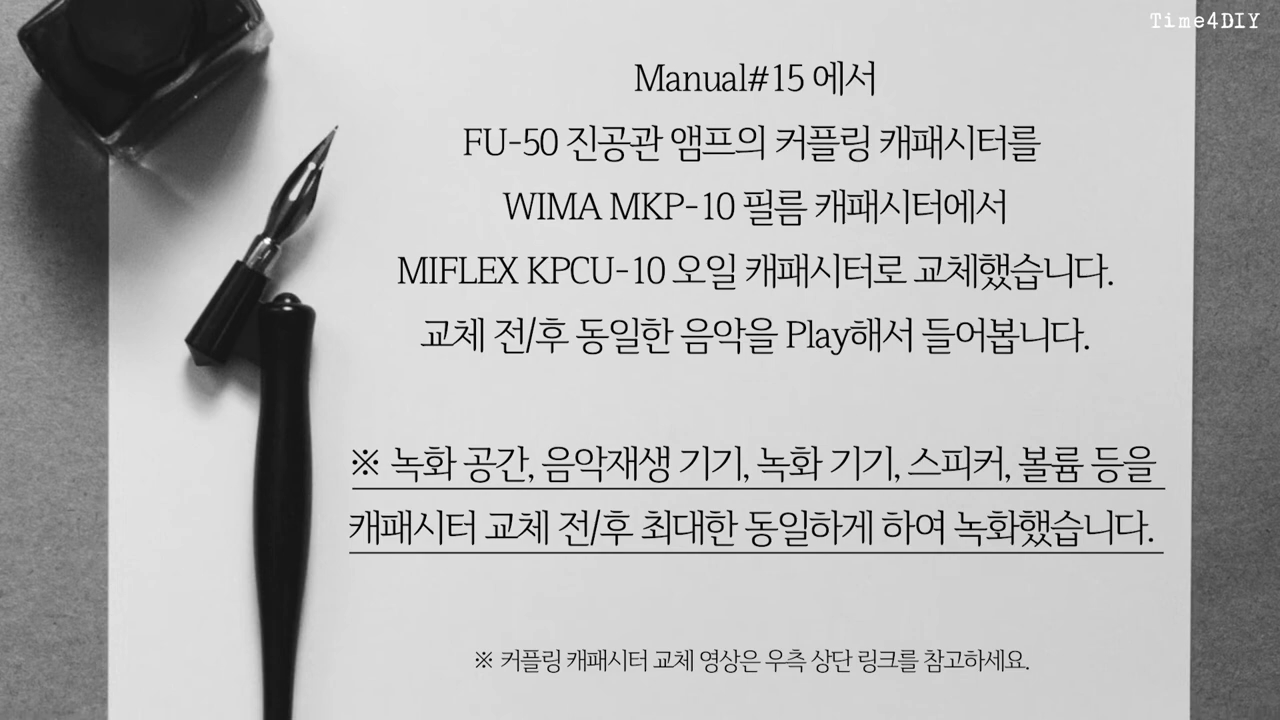 Time4DIY
Manual#15 에서
FU-50 진공관 앰프의 커플링 캐패시터를
WIMA MKP-10 필름 캐패시터에서
MIFLEX KPCU-10 오일 캐패시터로 교체했습니다.
교체 전/후 동일한 음악을 Play해서 들어봅니다.
※ 녹화 공간, 음악재생 기기, 녹화 기기, 스피커, 볼륨 등을
캐패시터 교체 전/후 최대한 동일하게 하여 녹화했습니다.
※ 커플링 캐패시터 교체 영상은 우측 상단 링크를 참고하세요.